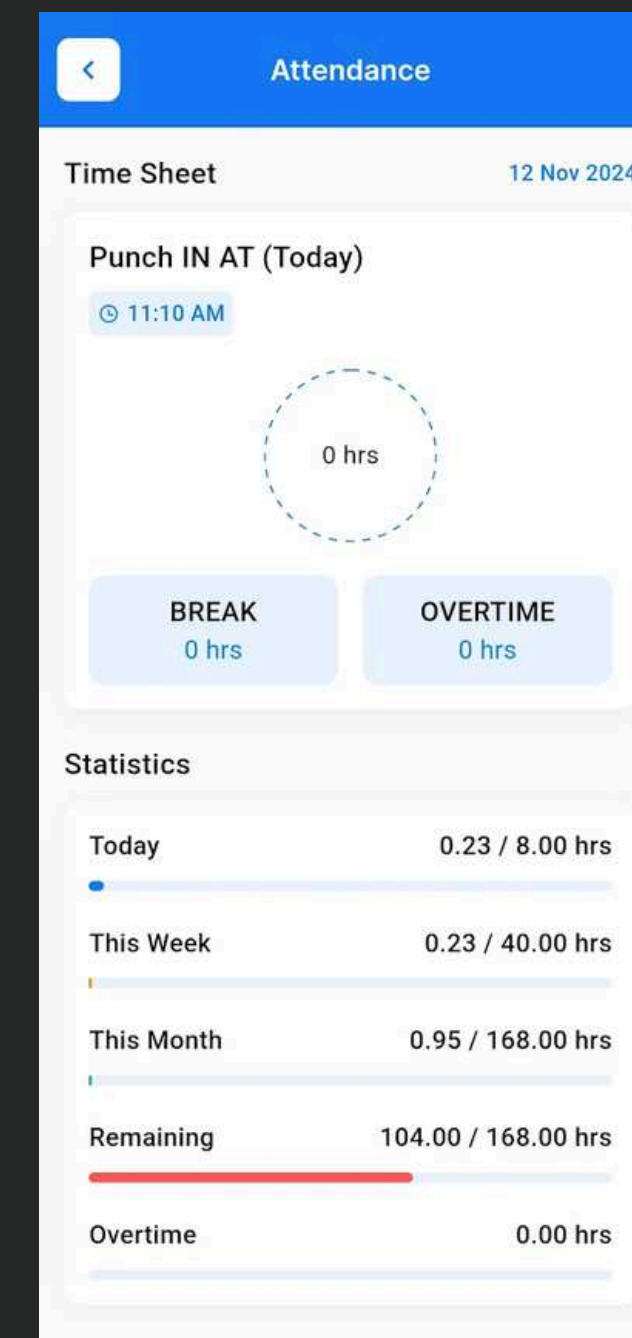 Attendance
Time Sheet 12 Nov 2024
Punch IN AT (Today)
11:10 AM
0 hrs
BREAK OVERTIME
0 hrs 0 hrs
Statistics
Today 0.23 / 8.00 hrs
This Week 0.23 / 40.00 hrs
This Month 0.95 / 168.00 hrs
Remaining 104.00 / 168.00 hrs
Overtime 0.00 hrs